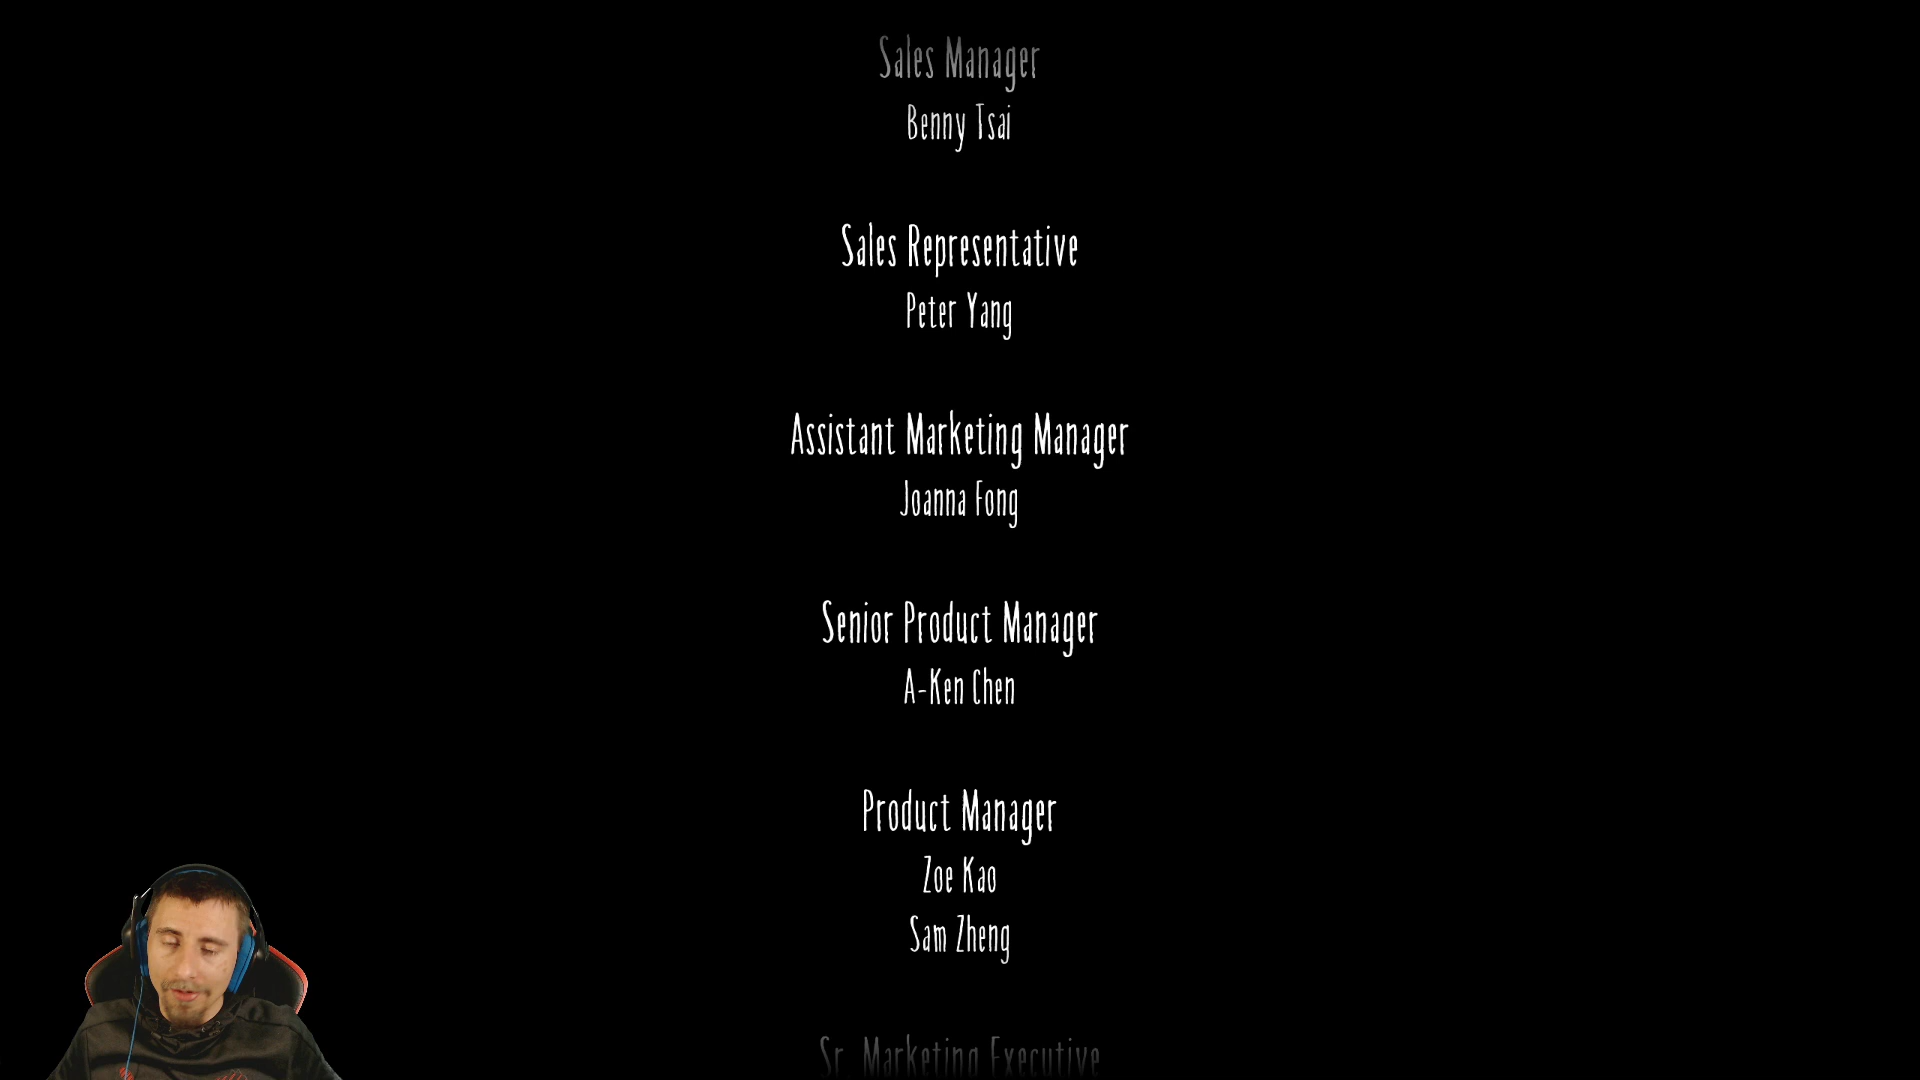 Sales Manager
Benny Tsai
Sales Representative
Peter Yang
Assistant Marketing Manager
Joanna Fong
Senior Product Manager
A-Ken Chen
Product Manager
Zoe Kao
Sam Zheng
Sr. Marketing Executive